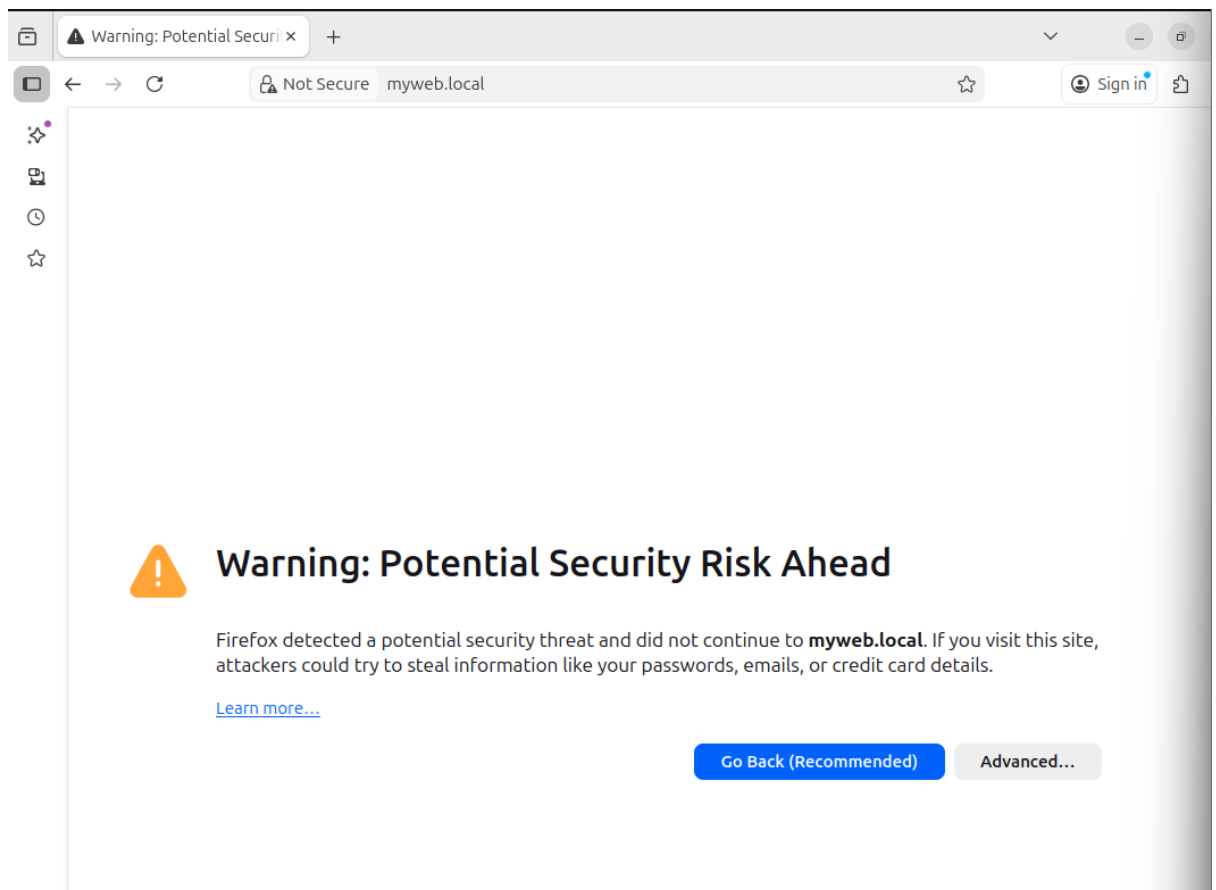 Warning: Potential Securi
Not Secure myweb.local
Sign in
Warning: Potential Security Risk Ahead
Firefox detected a potential security threat and did not continue to myweb.local. If you visit this site,
attackers could try to steal information like your passwords, emails, or credit card details.
Learn more…
Go Back (Recommended) Advanced…